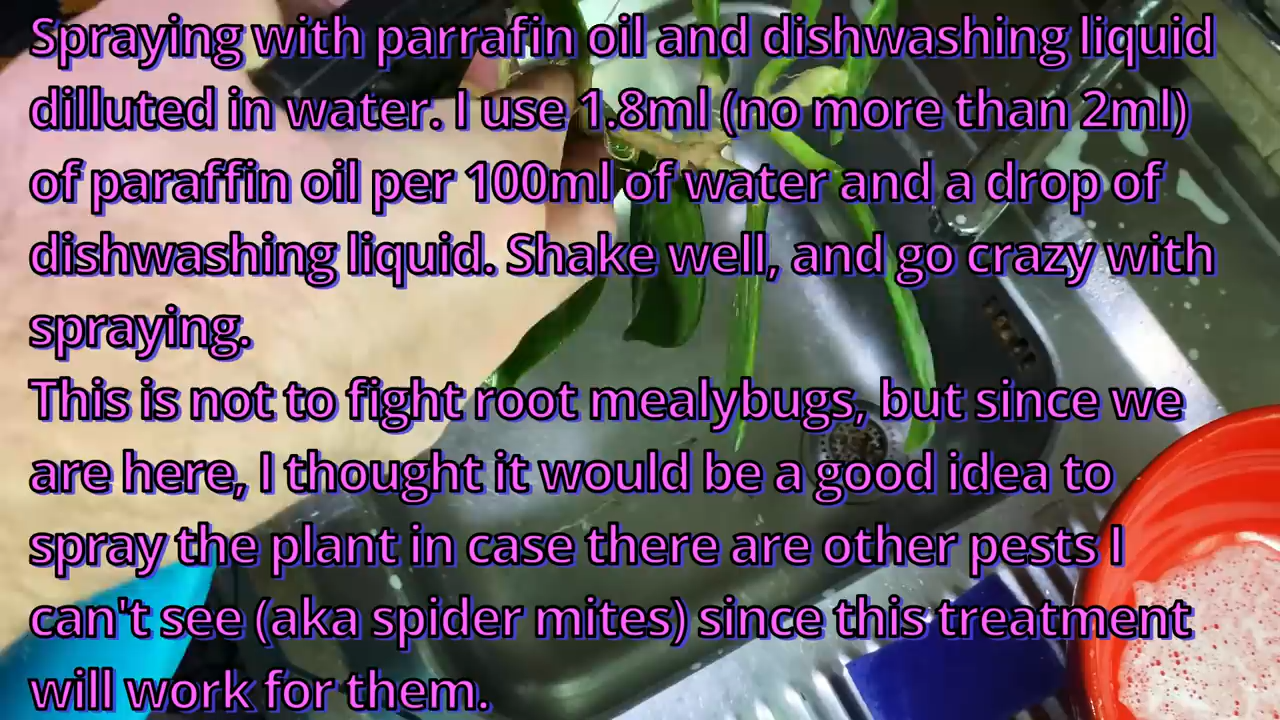 Spraying with parrafin oil and dishwashing liquid
dilluted in water. I use 1.8ml (no more than 2ml)
of paraffin oil per 100ml of water and a drop of
dishwashing liquid. Shake well, and go crazy with
spraying.
This is not to fight root mealybugs, but since we
are here, I thought it would be a good idea to
spray the plant in case there are other pests I
can't see (aka spider mites) since this treatment
will work for them.